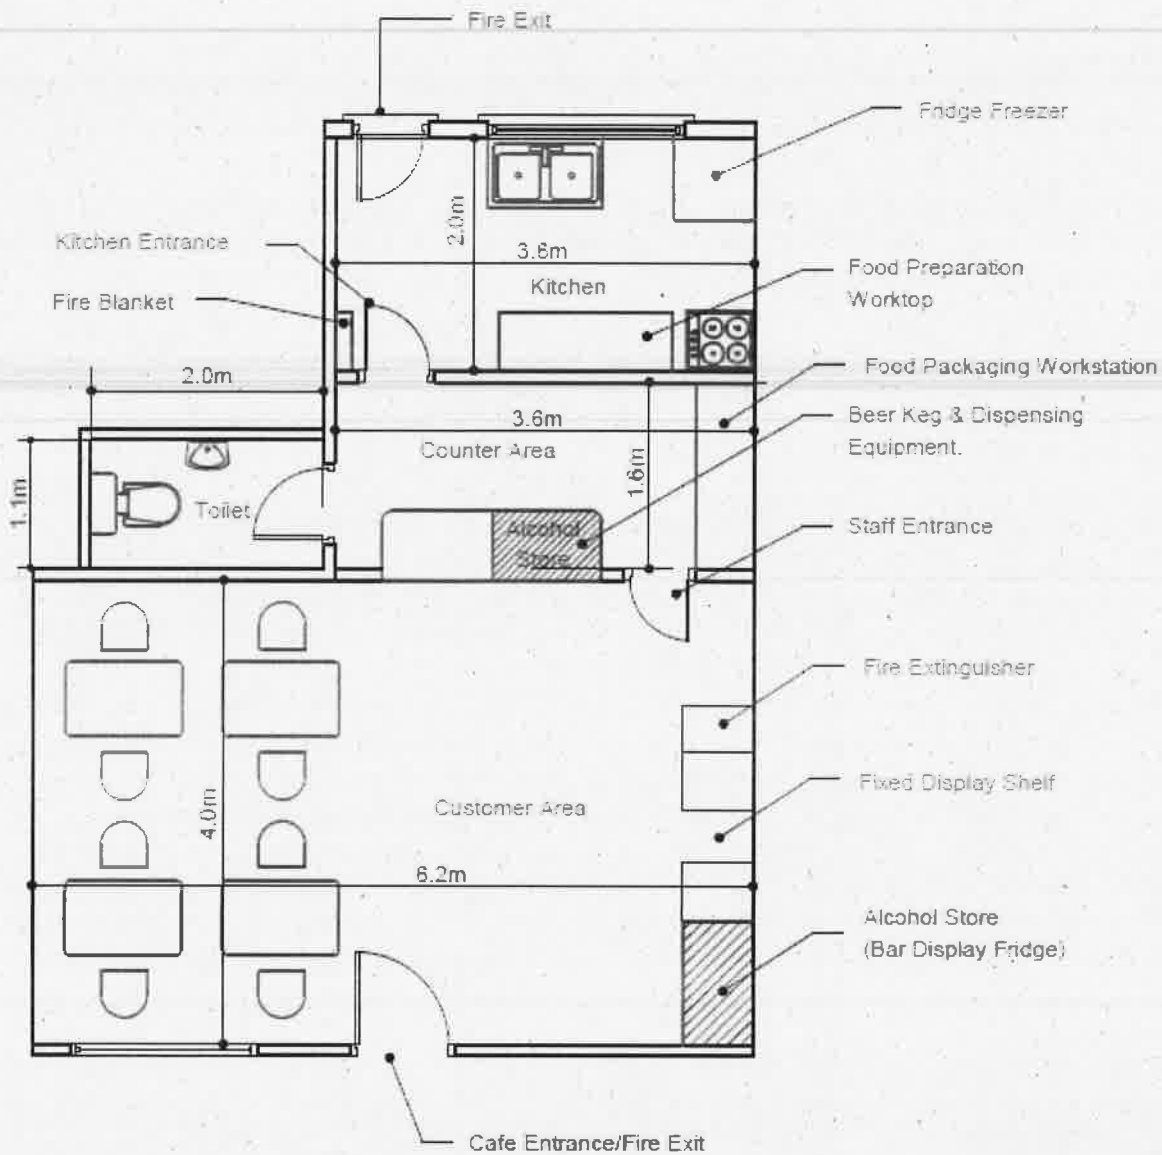 Fire Exit
Fridge Freezer
Kitchen Entrance
2.0m
3.6m
Kitchen
Food Preparation
Worktop
Fire Blanket
2.0m
Food Packaging Workstation
3.6m
Counter Area
Beer Keg & Dispensing
Equipment.
1.6m
1.1m
Toilet
Alcohol
Store
Staff Entrance
Fire Extinguisher
Fixed Display Shelf
4.0m
Customer Area
6.2m
Alcohol Store
(Bar Display Fridge)
Cafe Entrance/Fire Exit